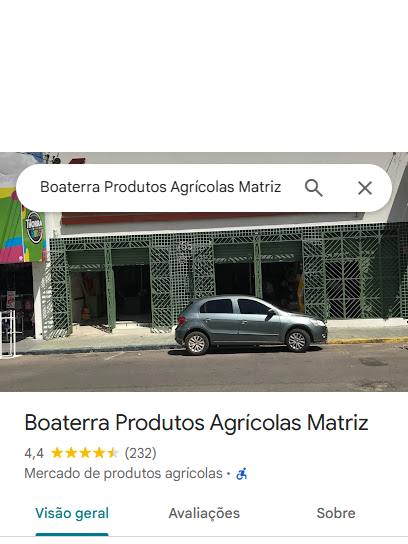 Boaterra Produtos Agrícolas Matriz
Boaterra Produtos Agrícolas Matriz
4,4 (232)
Mercado de produtos agrícolas ·
Visão geral
Avaliações
Sobre